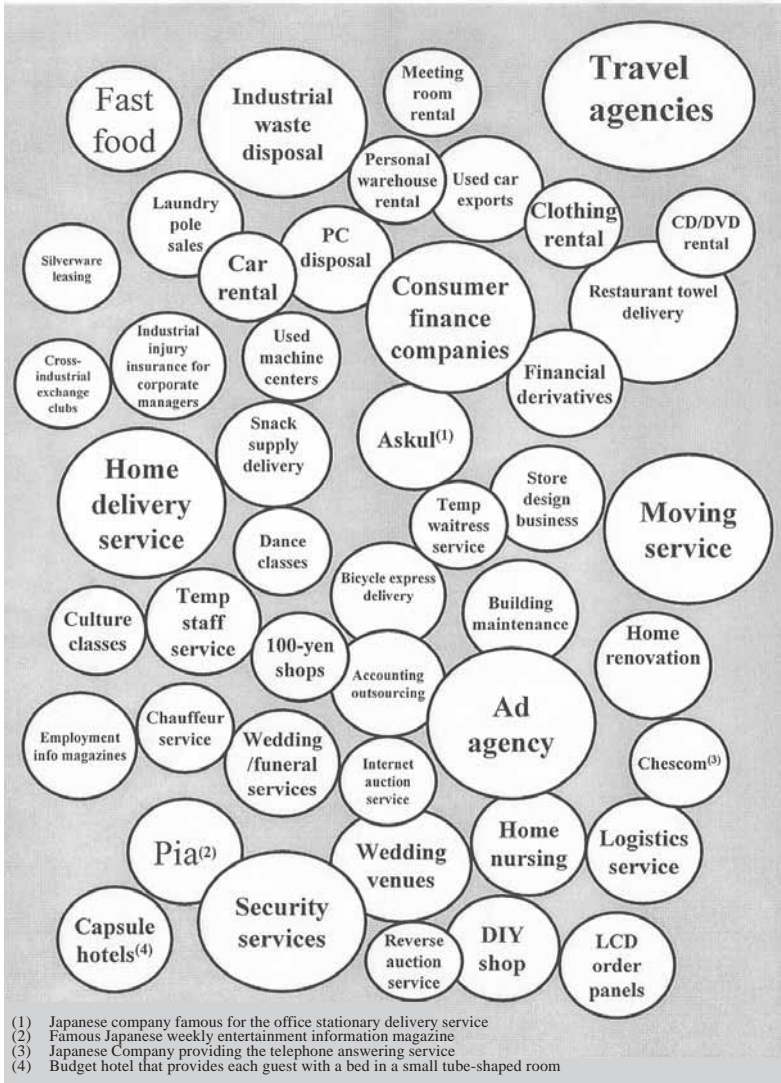 Fast
food
Industrial
waste
disposal
Meeting
room
rental
Travel
agencies
Personal
warehouse
rental
Used car
exports
Laundry
pole
sales
PC
disposal
Clothing
rental
CD/DVD
rental
Silverware
leasing
Car
rental
Consumer
finance
companies
Restaurant towel
delivery
Cross-
industrial
exchange
clubs
Industrial
injury
insurance for
corporate
managers
Used
machine
centers
Financial
derivatives
Snack
supply
delivery
Askul(1)
Home
delivery
service
Temp
waitress
service
Store
design
business
Moving
service
Dance
classes
Bicycle express
delivery
Building
maintenance
Culture
classes
Temp
staff
service
100-yen
shops
Accounting
outsourcing
Home
renovation
Ad
agency
Employment
info magazines
Chauffeur
service
Wedding
/funeral
services
Internet
auction
service
Chescom(3)
Pia(2)
Wedding
venues
Home
nursing
Logistics
service
Capsule
hotels(4)
Security
services
Reverse
auction
service
DIY
shop
LCD
order
panels
(1) Japanese company famous for the office stationary delivery service
(2) Famous Japanese weekly entertainment information magazine
(3) Japanese Company providing the telephone answering service
(4) Budget hotel that provides each guest with a bed in a small tube-shaped room